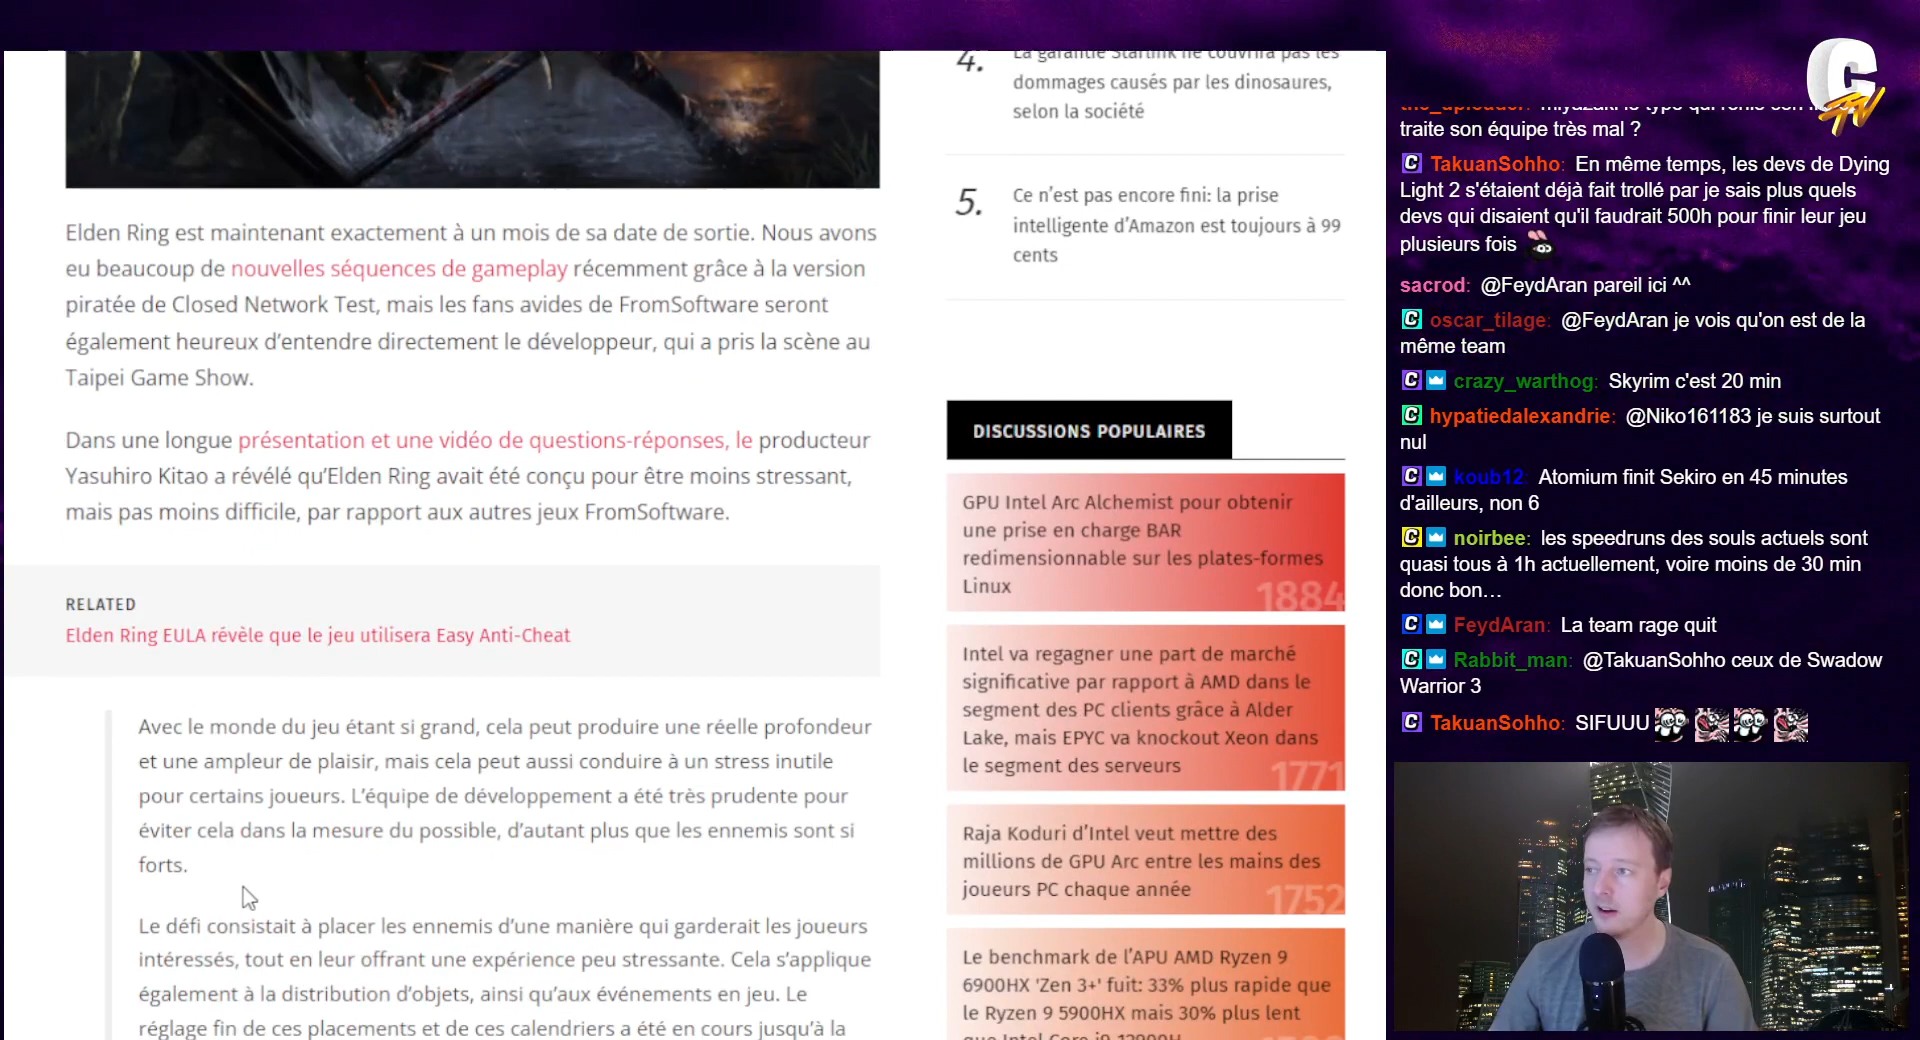 Elden Ring est maintenant exactement à un mois de sa date de sortie. Nous avons
eu beaucoup de nouvelles séquences de gameplay récemment grâce à la version
piratée de Closed Network Test, mais les fans avides de FromSoftware seront
également heureux d’entendre directement le développeur, qui a pris la scène au
Taipei Game Show.
Dans une longue présentation et une vidéo de questions-réponses, le producteur
Yasuhiro Kitao a révélé qu’Elden Ring avait été conçu pour être moins stressant,
mais pas moins difficile, par rapport aux autres jeux FromSoftware.
RELATED
Elden Ring EULA révèle que le jeu utilisera Easy Anti-Cheat
Avec le monde du jeu étant si grand, cela peut produire une réelle profondeur
et une ampleur de plaisir, mais cela peut aussi conduire à un stress inutile
pour certains joueurs. L’équipe de développement a été très prudente pour
éviter cela dans la mesure du possible, d’autant plus que les ennemis sont si
forts.
Le défi consistait à placer les ennemis d’une manière qui garderait les joueurs
intéressés, tout en leur offrant une expérience peu stressante. Cela s’applique
également à la distribution d’objets, ainsi qu’aux événements en jeu. Le
réglage fin de ces placements et de ces calendriers a été en cours jusqu’à la
4. La garantie Starlink ne couvrira pas les
dommages causés par les dinosaures,
selon la société
5. Ce n’est pas encore fini: la prise
intelligente d’Amazon est toujours à 99
cents
DISCUSSIONS POPULAIRES
GPU Intel Arc Alchemist pour obtenir
une prise en charge BAR
redimensionnable sur les plates-formes
Linux
1884
Intel va regagner une part de marché
significative par rapport à AMD dans le
segment des PC clients grâce à Alder
Lake, mais EPYC va knockout Xeon dans
le segment des serveurs
1771
Raja Koduri d’Intel veut mettre des
millions de GPU Arc entre les mains des
joueurs PC chaque année
1752
Le benchmark de l’APU AMD Ryzen 9
6900HX 'Zen 3+' fuit: 33% plus rapide que
le Ryzen 9 5900HX mais 30% plus lent
que Intel Core i9-12900H
C TV
the_uploader: miyazaki le type qui
traite son équipe très mal ?
TakuanSohho: En même temps, les devs de Dying
Light 2 s'étaient déjà fait trollé par je sais plus quels
devs qui disaient qu'il faudrait 500h pour finir leur jeu
plusieurs fois
sacrod: @FeydAran pareil ici ^^
oscar_tilage: @FeydAran je vois qu'on est de la
même team
crazy_warthog: Skyrim c'est 20 min
hypatiedalexandrie: @Niko161183 je suis surtout
nul
koub12: Atomium finit Sekiro en 45 minutes
d'ailleurs, non 6
noirbee: les speedruns des souls actuels sont
quasi tous à 1h actuellement, voire moins de 30 min
donc bon…
FeydAran: La team rage quit
Rabbit_man: @TakuanSohho ceux de Swadow
Warrior 3
TakuanSohho: SIFUUU